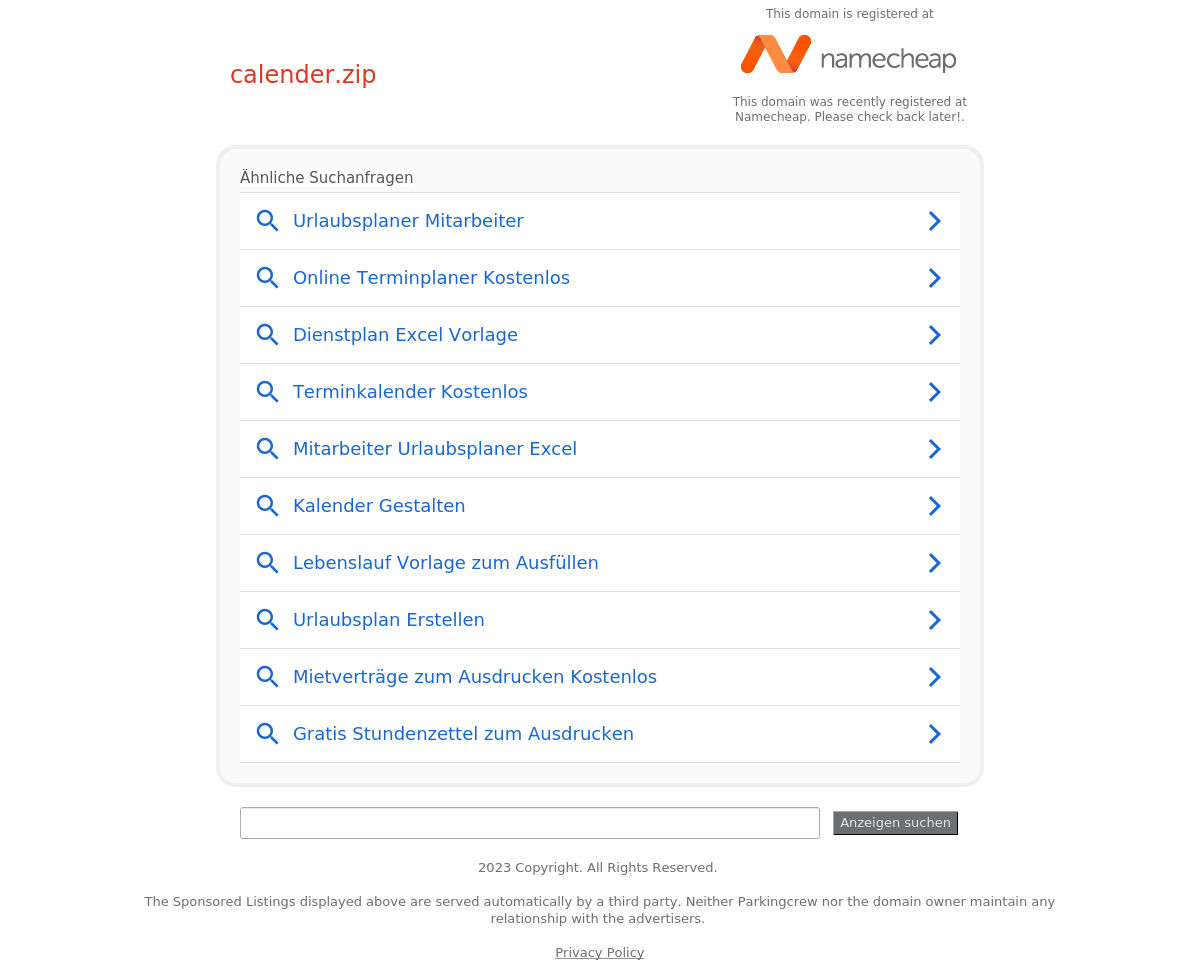 This domain is registered at
namecheap
calender.zip
This domain was recently registered at
Namecheap. Please check back later!.
Ähnliche Suchanfragen
Urlaubsplaner Mitarbeiter
Online Terminplaner Kostenlos
Dienstplan Excel Vorlage
Terminkalender Kostenlos
Mitarbeiter Urlaubsplaner Excel
Kalender Gestalten
Lebenslauf Vorlage zum Ausfüllen
Urlaubsplan Erstellen
Mietverträge zum Ausdrucken Kostenlos
Gratis Stundenzettel zum Ausdrucken
Anzeigen suchen
2023 Copyright. All Rights Reserved.
The Sponsored Listings displayed above are served automatically by a third party. Neither Parkingcrew nor the domain owner maintain any
relationship with the advertisers.
Privacy Policy